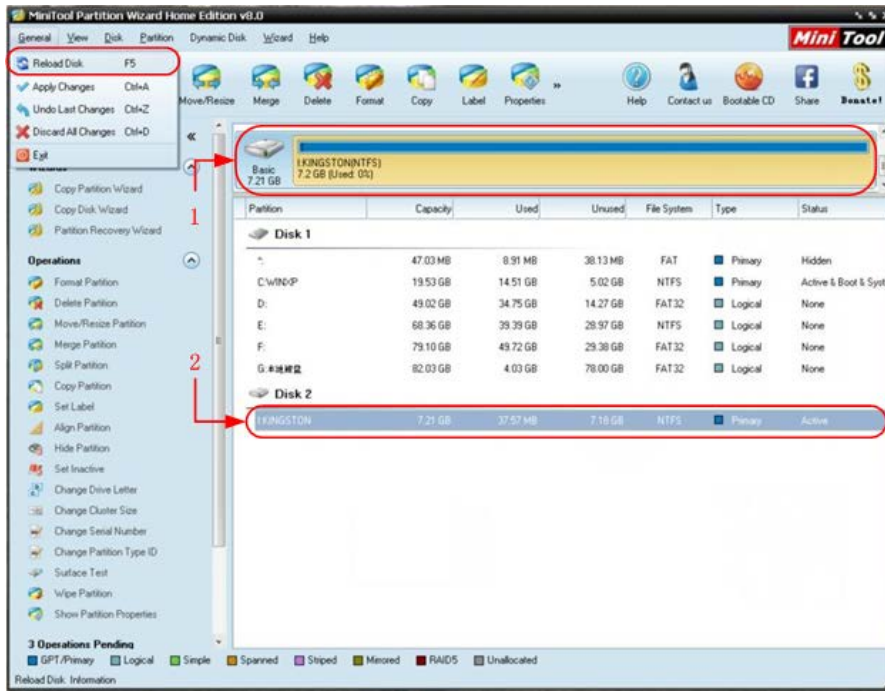 MiniTool Partition Wizard Home Edition v8.0
General View Disk Partition Dynamic Disk Wizard Help
Mini Tool
Reload Disk F5
Apply Changes Ctrl+A
Undo Last Changes Ctrl+Z
Discard All Changes Ctrl+D
Exit
Move/Resize Merge Delete Format Copy Label Properties » Help Contact us Bootable CD Share Donate!
«
1
Basic
7.21 GB
I:KINGSTON(NTFS)
7.2 GB (Used: 0%)
Copy Partition Wizard
Copy Disk Wizard
Partition Recovery Wizard
Operations
Format Partition
Delete Partition
Move/Resize Partition
Merge Partition
Split Partition
Copy Partition
Set Label
Align Partition
Hide Partition
Set Inactive
Change Drive Letter
Change Cluster Size
Change Serial Number
Change Partition Type ID
Surface Test
Wipe Partition
Show Partition Properties
3 Operations Pending
2
Partition Capacity Used Unused File System Type Status
Disk 1
*: 47.03 MB 8.91 MB 38.13 MB FAT Primary Hidden
C:WINXP 19.53 GB 14.51 GB 5.02 GB NTFS Primary Active & Boot & Syst
D: 49.02 GB 34.75 GB 14.27 GB FAT32 Logical None
E: 68.36 GB 39.39 GB 28.97 GB NTFS Logical None
F: 79.10 GB 49.72 GB 29.38 GB FAT32 Logical None
G: 82.03 GB 4.03 GB 78.00 GB FAT32 Logical None
Disk 2
I:KINGSTON 7.21 GB 37.57 MB 7.18 GB NTFS Primary Active
GPT/Primary Logical Simple Spanned Striped Mirrored RAID5 Unallocated
Reload Disk Information